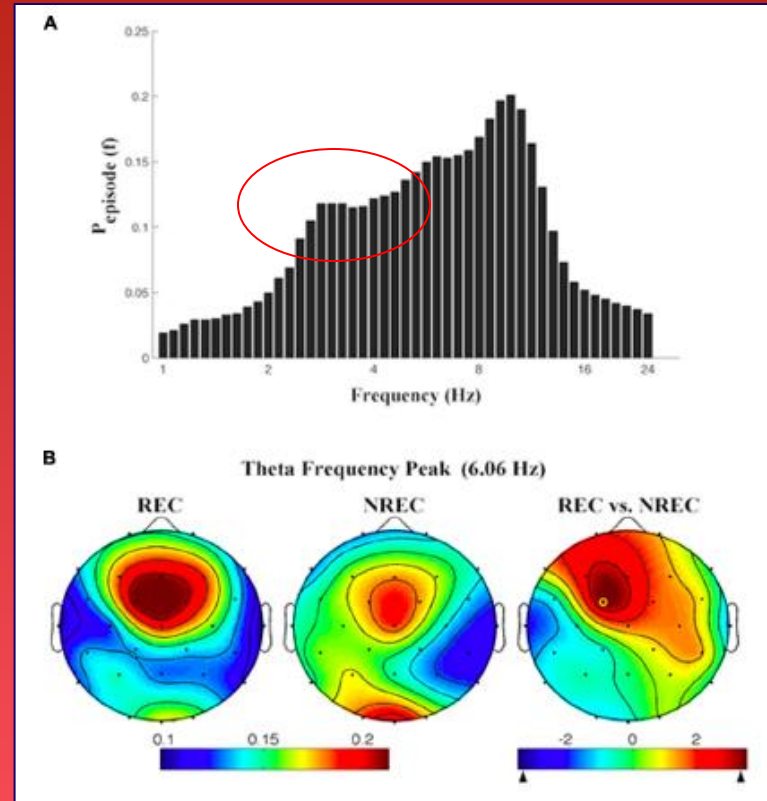 A
0.25
0.2
0.15
0.1
0.05
0
P episode (f)
1 2 4 8 16 24
Frequency (Hz)
B
Theta Frequency Peak (6.06 Hz)
REC NREC REC vs. NREC
0.1 0.15 0.2 -2 0 2